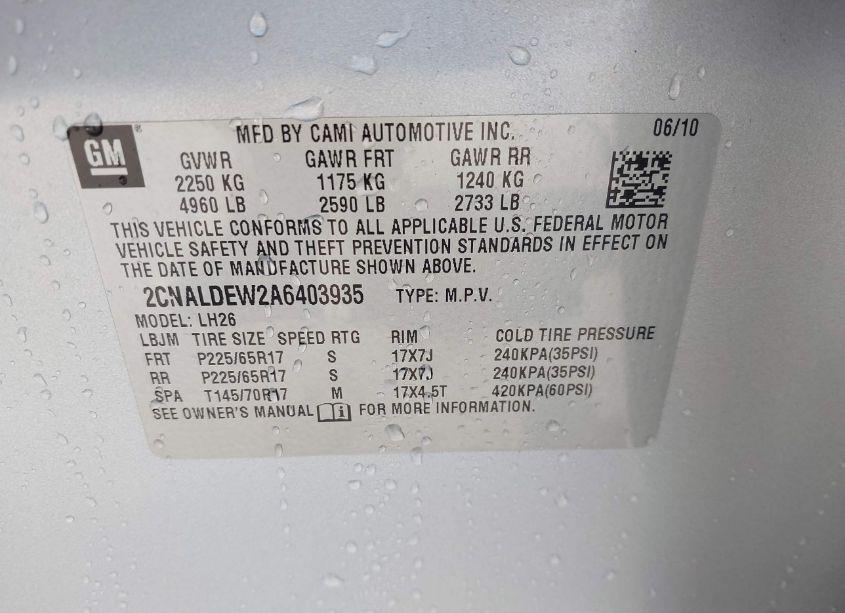 GM
MFD BY CAMI AUTOMOTIVE INC. 06/10
GVWR GAWR FRT GAWR RR
2250 KG 1175 KG 1240 KG
4960 LB 2590 LB 2733 LB
THIS VEHICLE CONFORMS TO ALL APPLICABLE U.S. FEDERAL MOTOR
VEHICLE SAFETY AND THEFT PREVENTION STANDARDS IN EFFECT ON
THE DATE OF MANUFACTURE SHOWN ABOVE.
2CNALDEW2A6403935 TYPE: M.P.V.
MODEL: LH26
LBJM TIRE SIZE SPEED RTG RIM COLD TIRE PRESSURE
FRT P225/65R17 S 17X7J 240KPA(35PSI)
RR P225/65R17 S 17X7J 240KPA(35PSI)
SPA T145/70R17 M 17X4.5T 420KPA(60PSI)
SEE OWNER'S MANUAL i FOR MORE INFORMATION.